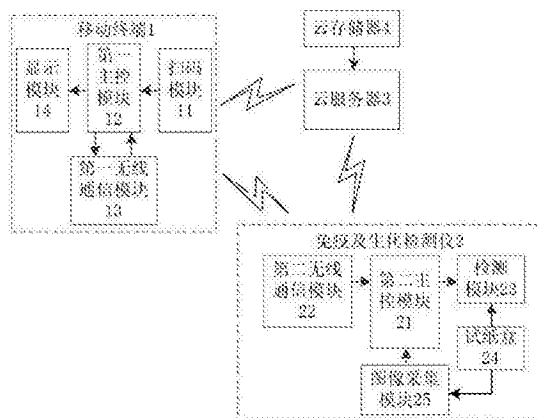 移动终端1
显示
模块
14
第一
主控
模块
12
扫码
模块
11
第一无线
通信模块
13
云存储器4
云服务器3
免疫及生化检测仪2
第二无线
通信模块
22
第二主
控模块
21
检测
模块23
试纸盒
24
图像采集
模块25